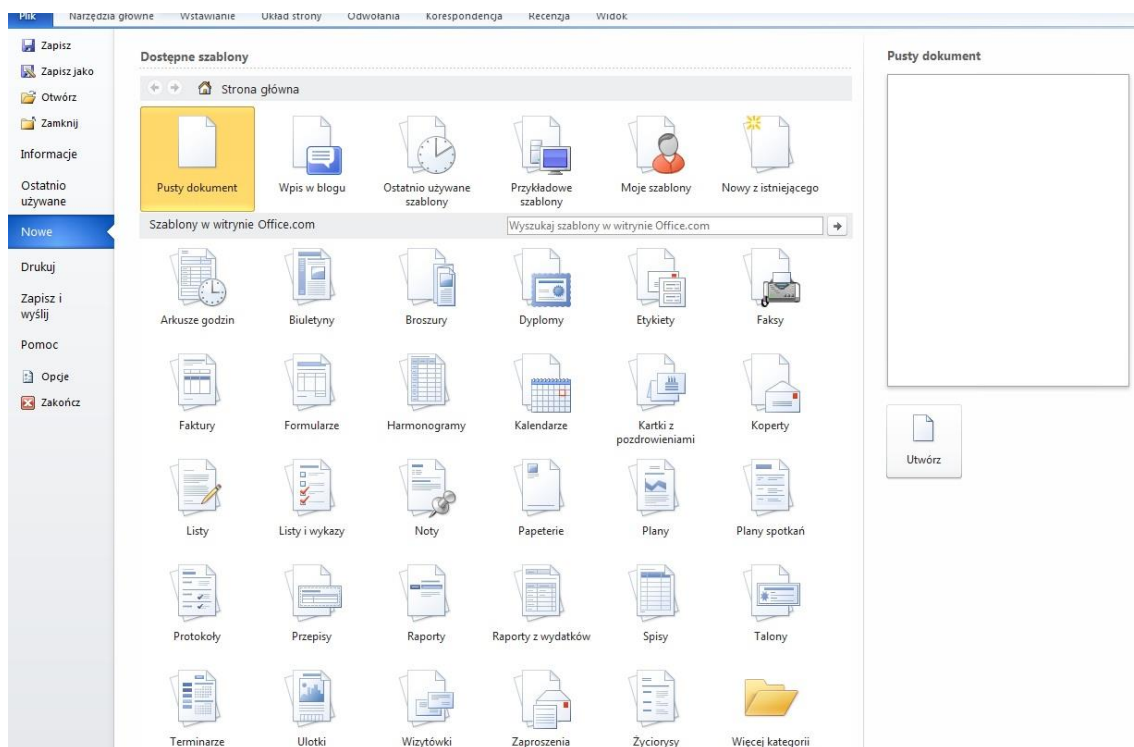 Plik Narzędzia główne Wstawianie Układ strony Odwołania Korespondencja Recenzja Widok
Zapisz
Zapisz jako
Otwórz
Zamknij
Informacje
Ostatnio
używane
Nowe
Drukuj
Zapisz i
wyślij
Pomoc
Opcje
Zakończ
Dostępne szablony
Strona główna
Pusty dokument Wpis w blogu Ostatnio używane szablony Przykładowe szablony Moje szablony Nowy z istniejącego
Szablony w witrynie Office.com Wyszukaj szablony w witrynie Office.com
Arkusze godzin Biuletyny Broszury Dyplomy Etykiety Faksy
Faktury Formularze Harmonogramy Kalendarze Kartki z pozdrowieniami Koperty
Listy Listy i wykazy Noty Papeterie Plany Plany spotkań
Protokoły Przepisy Raporty Raporty z wydatków Spisy Talony
Terminarze Ulotki Wizytówki Zaproszenia Życiorysy Więcej kategorii
Pusty dokument
Utwórz